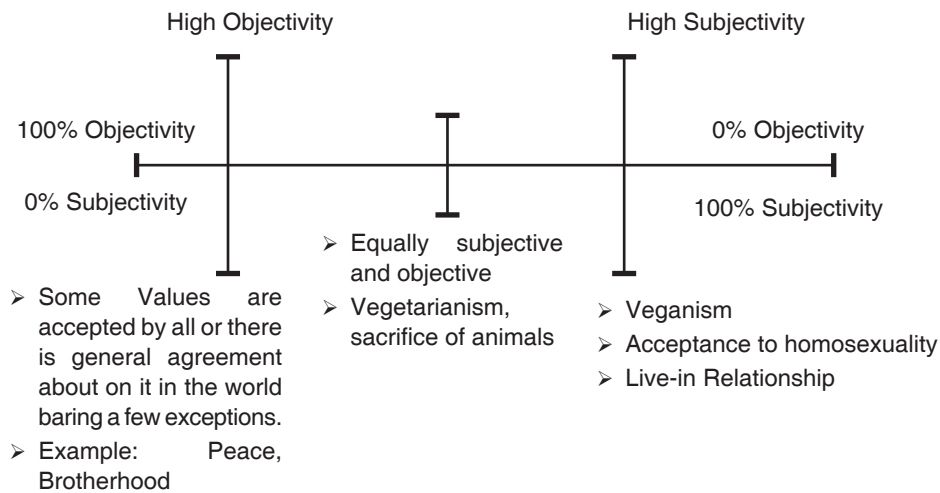 High Objectivity
High Subjectivity
100% Objectivity
0% Objectivity
0% Subjectivity
100% Subjectivity
➢ Some Values are
accepted by all or there
is general agreement
about on it in the world
baring a few exceptions.
➢ Example: Peace,
Brotherhood
➢ Equally subjective
and objective
➢ Vegetarianism,
sacrifice of animals
➢ Veganism
➢ Acceptance to homosexuality
➢ Live-in Relationship